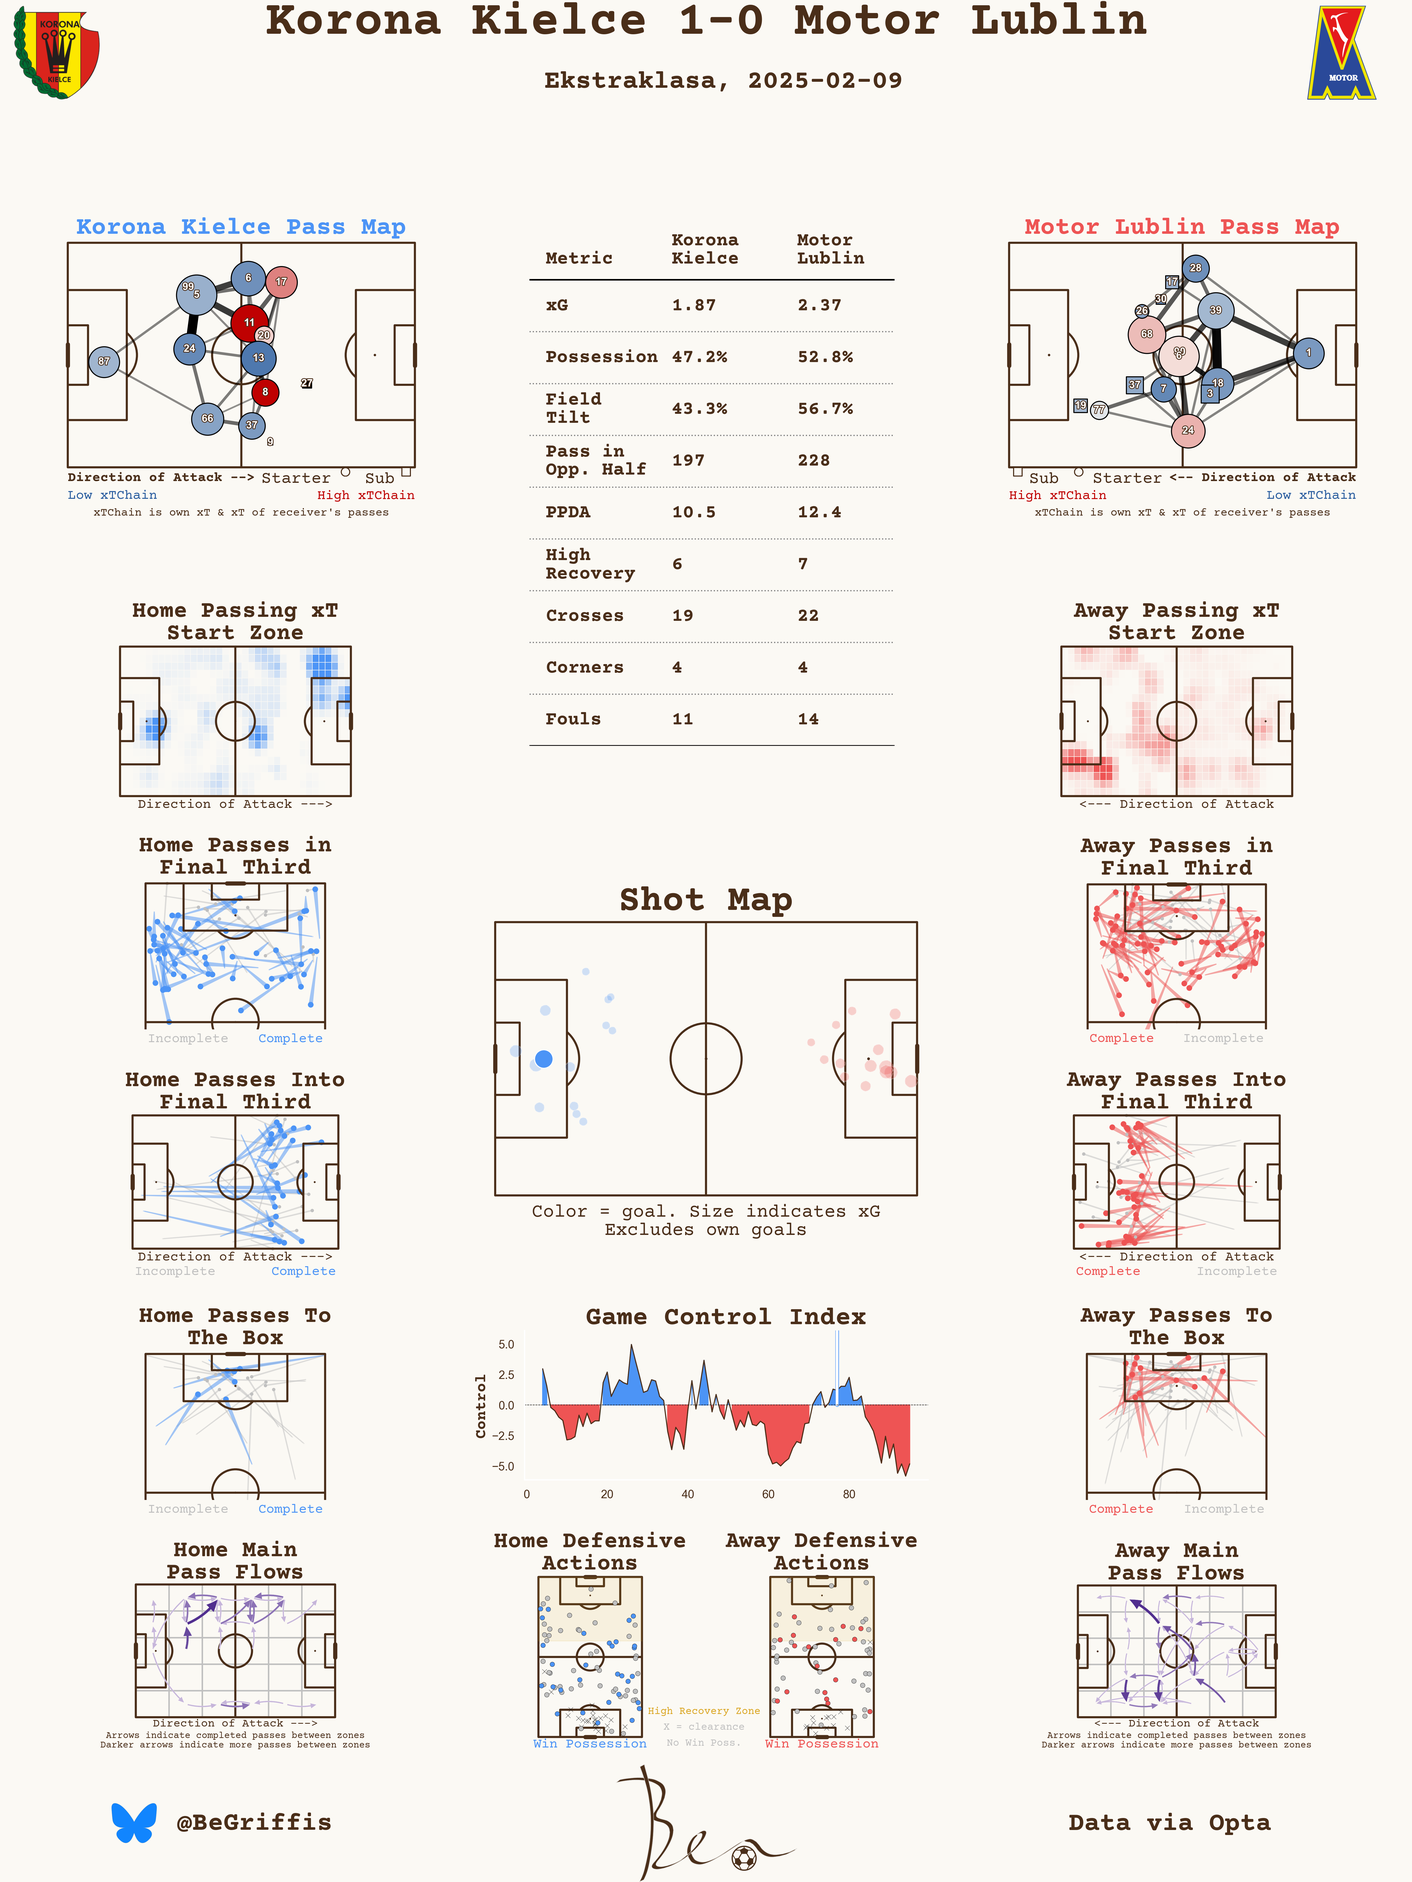 Korona Kielce 1-0 Motor Lublin
Ekstraklasa, 2025-02-09
KORONA
KIELCE
MOTOR
Korona Kielce Pass Map
99
5
6
17
11
20
24
13
87
8
27
66
37
9
Direction of Attack --> Starter Sub
Low xTChain High xTChain
xTChain is own xT & xT of receiver's passes
Metric Korona Kielce Motor Lublin
xG 1.87 2.37
Possession 47.2% 52.8%
Field Tilt 43.3% 56.7%
Pass in Opp. Half 197 228
PPDA 10.5 12.4
High Recovery 6 7
Crosses 19 22
Corners 4 4
Fouls 11 14
Motor Lublin Pass Map
28
17
30
26
39
68
6
1
37
7
18
3
19
77
24
Sub Starter <-- Direction of Attack
High xTChain Low xTChain
xTChain is own xT & xT of receiver's passes
Home Passing xT
Start Zone
Direction of Attack --->
Away Passing xT
Start Zone
<--- Direction of Attack
Home Passes in
Final Third
Incomplete Complete
Away Passes in
Final Third
Complete Incomplete
Shot Map
Color = goal. Size indicates xG
Excludes own goals
Home Passes Into
Final Third
Direction of Attack --->
Incomplete Complete
Away Passes Into
Final Third
<--- Direction of Attack
Complete Incomplete
Home Passes To
The Box
Incomplete Complete
Game Control Index
Control
5.0
2.5
0.0
−2.5
−5.0
0 20 40 60 80
Away Passes To
The Box
Complete Incomplete
Home Main
Pass Flows
Direction of Attack --->
Arrows indicate completed passes between zones
Darker arrows indicate more passes between zones
Home Defensive
Actions
Win Possession
Away Defensive
Actions
Win Possession
High Recovery Zone
X = clearance
No Win Poss.
Away Main
Pass Flows
<--- Direction of Attack
Arrows indicate completed passes between zones
Darker arrows indicate more passes between zones
@BeGriffis
Ben
Data via Opta